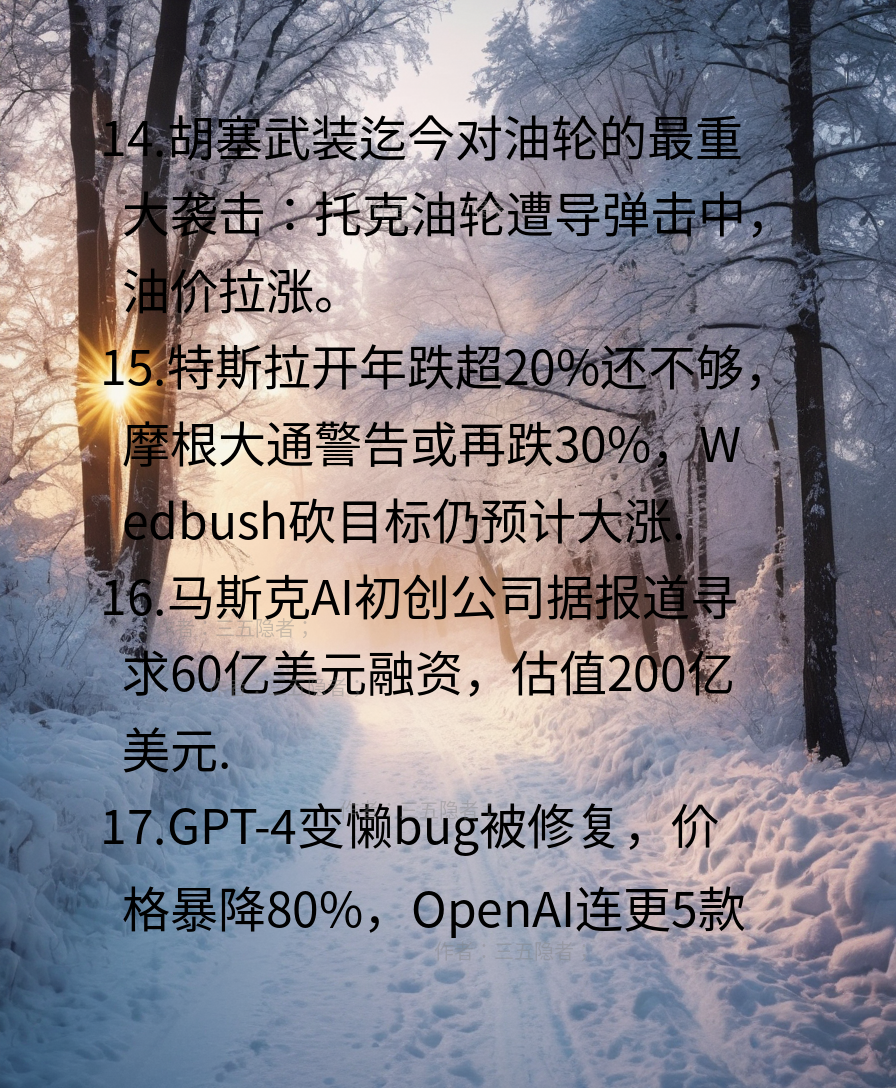 14.胡塞武装迄今对油轮的最重
大袭击：托克油轮遭导弹击中，
油价拉涨。
15.特斯拉开年跌超20%还不够，
摩根大通警告或再跌30%，W
edbush砍目标仍预计大涨.
16.马斯克AI初创公司据报道寻
三五隐者
求60亿美元融资，估值200亿
美元.
三五隐者
17.GPT-4变懒bug被修复，价
格暴降80%，OpenAI连更5款
作者：三五隐者